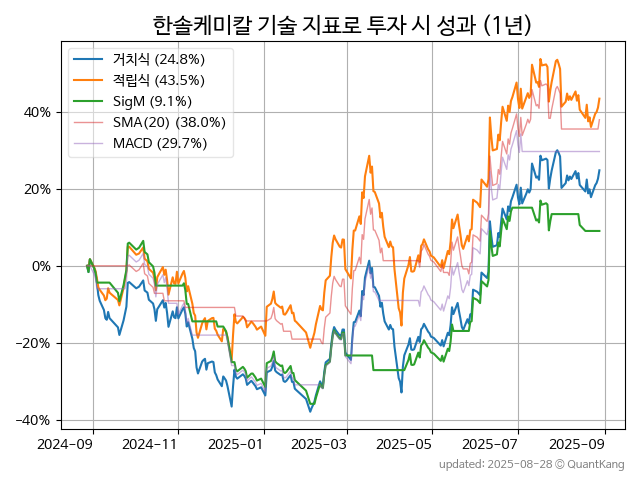 한솔케미칼 기술 지표로 투자 시 성과 (1년)
거치식 (24.8%)
적립식 (43.5%)
SigM (9.1%)
SMA(20) (38.0%)
MACD (29.7%)
40%
20%
0%
−20%
−40%
2024-09
2024-11
2025-01
2025-03
2025-05
2025-07
2025-09
updated: 2025-08-28 © QuantKang